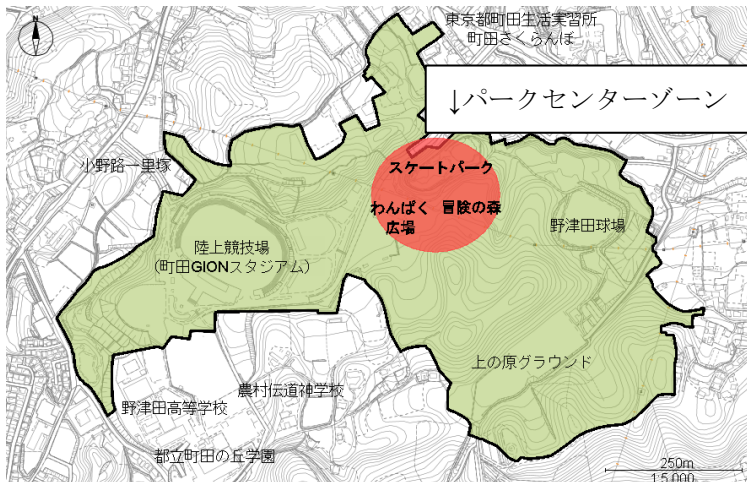 N
東京都町田生活実習所
町田さくらんぼ
↓パークセンターゾーン
スケートパーク
小野路一里塚
わんぱく 冒険の森
広場
野津田球場
陸上競技場
(町田GIONスタジアム)
上の原グラウンド
農村伝道神学校
野津田高等学校
都立町田の丘学園
250m
1:5,000